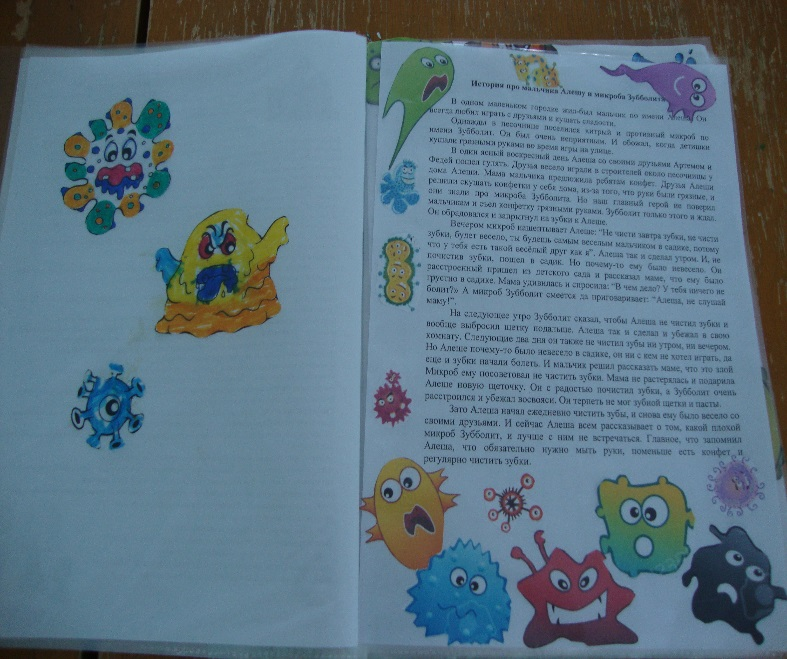 История про мальчика Алешу и микроба Зубболита
В одном маленьком городке жил-был мальчик по имени Алеша. Он
всегда любил играть с друзьями и кушать сладости.
Однажды в песочнице поселился хитрый и противный микроб по
имени Зубболит. Он был очень неприятным. И обожал, когда детишки
кушали грязными руками во время игры на улице.
В один ясный воскресный день Алеша со своими друзьями Артемом и
Федей пошел гулять. Друзья весело играли в строителей около песочницы у
дома Алеши. Мама мальчика предложила ребятам конфет. Друзья Алеши
решили скушать конфетки у себя дома, из-за того, что руки были грязные, и
они знали про микроба Зубболита. Но наш главный герой не поверил
мальчишкам и съел конфетку грязными руками. Зубболит только этого и ждал.
Он обрадовался и запрыгнул на зубки к Алеше.
Вечером микроб нашептывает Алеше: "Не чисти завтра зубки, не чисти
зубки, будет весело, ты будешь самым веселым мальчиком в садике, потому
что у тебя есть такой весёлый друг как я". Алеша так и сделал утром. И, не
почистив зубки, пошел в садик. Но почему-то ему было невесело. Он
расстроенный пришел из детского сада и рассказал маме, что ему было
грустно в садике. Мама удивилась и спросила: "В чем дело? У тебя ничего не
болит?» А микроб Зубболит смеется да приговаривает: "Алеша, не слушай
маму!".
На следующее утро Зубболит сказал, чтобы Алеша не чистил зубки и
вообще выбросил щетку подальше. Алеша так и сделал и убежал в свою
комнату. Следующие два дня он также не чистил зубы ни утром, ни вечером.
Но Алеше почему-то было невесело в садике, он ни с кем не хотел играть, да
еще и зубки начали болеть. И мальчик решил рассказать маме, что это злой
Микроб ему посоветовал не чистить зубки. Мама не растерялась и подарила
Алеше новую щеточку. Он с радостью почистил зубки, а Зубболит очень
расстроился и убежал восвояси. Он терпеть не мог зубной щетки и пасты.
Зато Алеша начал ежедневно чистить зубы, и снова ему было весело со
своими друзьями. И сейчас Алеша всем рассказывает о том, какой плохой
микроб Зубболит, и лучше с ним не встречаться. Главное, что запомнил
Алеша, что обязательно нужно мыть руки, поменьше есть конфет и
регулярно чистить зубки.